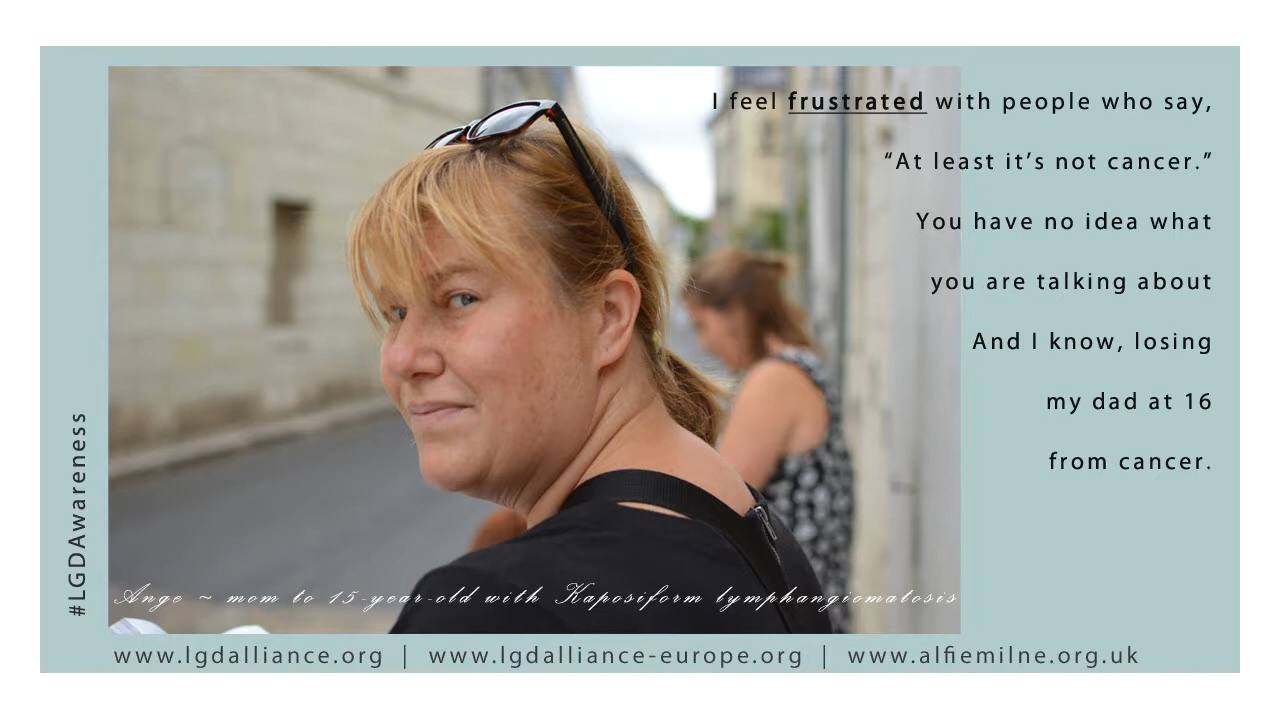 I feel frustrated with people who say,
“At least it’s not cancer.”
You have no idea what
you are talking about
And I know, losing
my dad at 16
from cancer.
#LGDAwareness
Ange ~ mom to 15-year-old with Kaposiform lymphangiomatosis
www.lgdalliance.org | www.lgdalliance-europe.org | www.alfiemilne.org.uk